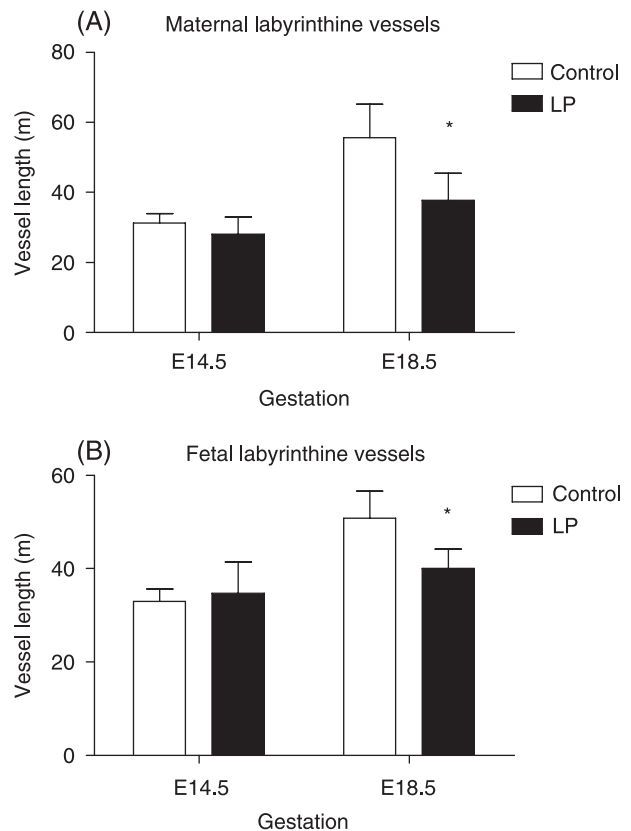 (A) Maternal labyrinthine vessels
Control
LP
Vessel length (m)
80
60
40
20
0
E14.5 E18.5
*
Gestation
(B) Fetal labyrinthine vessels
Control
LP
Vessel length (m)
60
40
20
0
E14.5 E18.5
*
Gestation